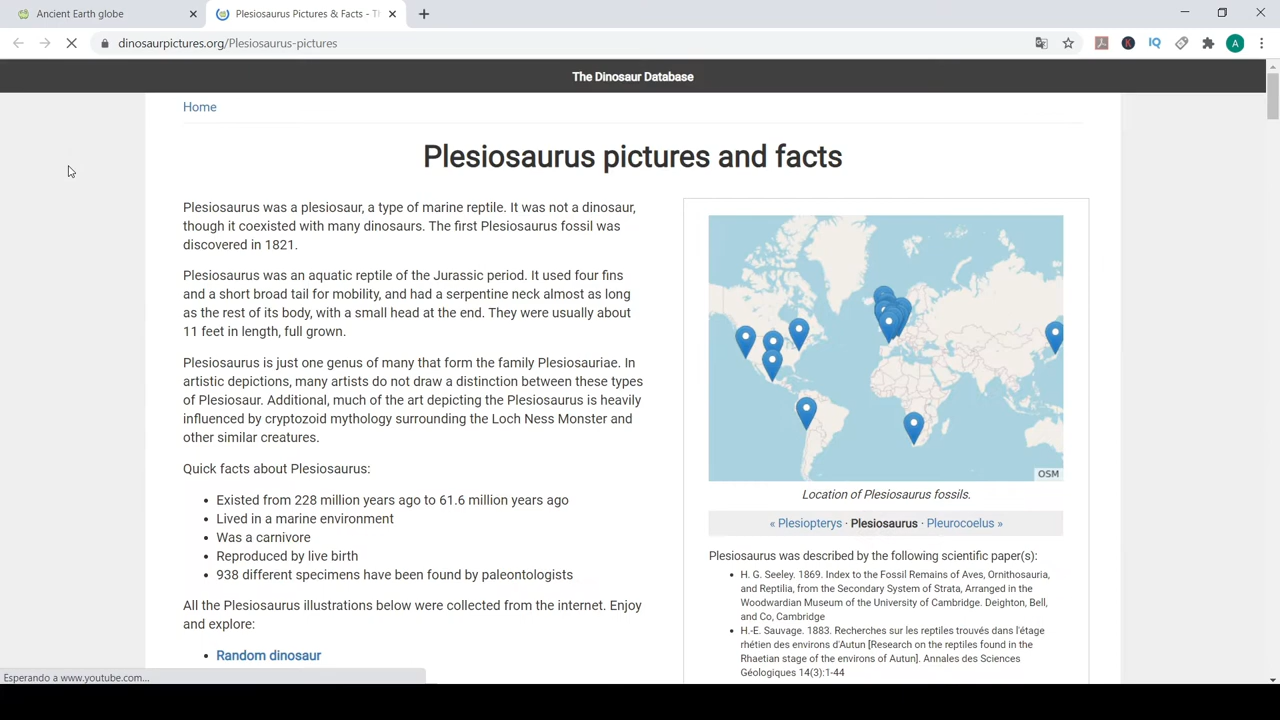 Ancient Earth globe
Plesiosaurus Pictures & Facts - Th
dinosaurpictures.org/Plesiosaurus-pictures
The Dinosaur Database
Home
Plesiosaurus pictures and facts
Plesiosaurus was a plesiosaur, a type of marine reptile. It was not a dinosaur,
though it coexisted with many dinosaurs. The first Plesiosaurus fossil was
discovered in 1821.
Plesiosaurus was an aquatic reptile of the Jurassic period. It used four fins
and a short broad tail for mobility, and had a serpentine neck almost as long
as the rest of its body, with a small head at the end. They were usually about
11 feet in length, full grown.
Plesiosaurus is just one genus of many that form the family Plesiosauriae. In
artistic depictions, many artists do not draw a distinction between these types
of Plesiosaur. Additional, much of the art depicting the Plesiosaurus is heavily
influenced by cryptozoid mythology surrounding the Loch Ness Monster and
other similar creatures.
Quick facts about Plesiosaurus:
• Existed from 228 million years ago to 61.6 million years ago
• Lived in a marine environment
• Was a carnivore
• Reproduced by live birth
• 938 different specimens have been found by paleontologists
All the Plesiosaurus illustrations below were collected from the internet. Enjoy
and explore:
• Random dinosaur
OSM
Location of Plesiosaurus fossils.
« Plesiopterys · Plesiosaurus · Pleurocoelus »
Plesiosaurus was described by the following scientific paper(s):
• H. G. Seeley. 1869. Index to the Fossil Remains of Aves, Ornithosauria,
and Reptilia, from the Secondary System of Strata, Arranged in the
Woodwardian Museum of the University of Cambridge. Deighton, Bell,
and Co, Cambridge
• H.-E. Sauvage. 1883. Recherches sur les reptiles trouvés dans l'étage
rhétien des environs d'Autun [Research on the reptiles found in the
Rhaetian stage of the environs of Autun]. Annales des Sciences
Géologiques 14(3):1-44
Esperando a www.youtube.com...